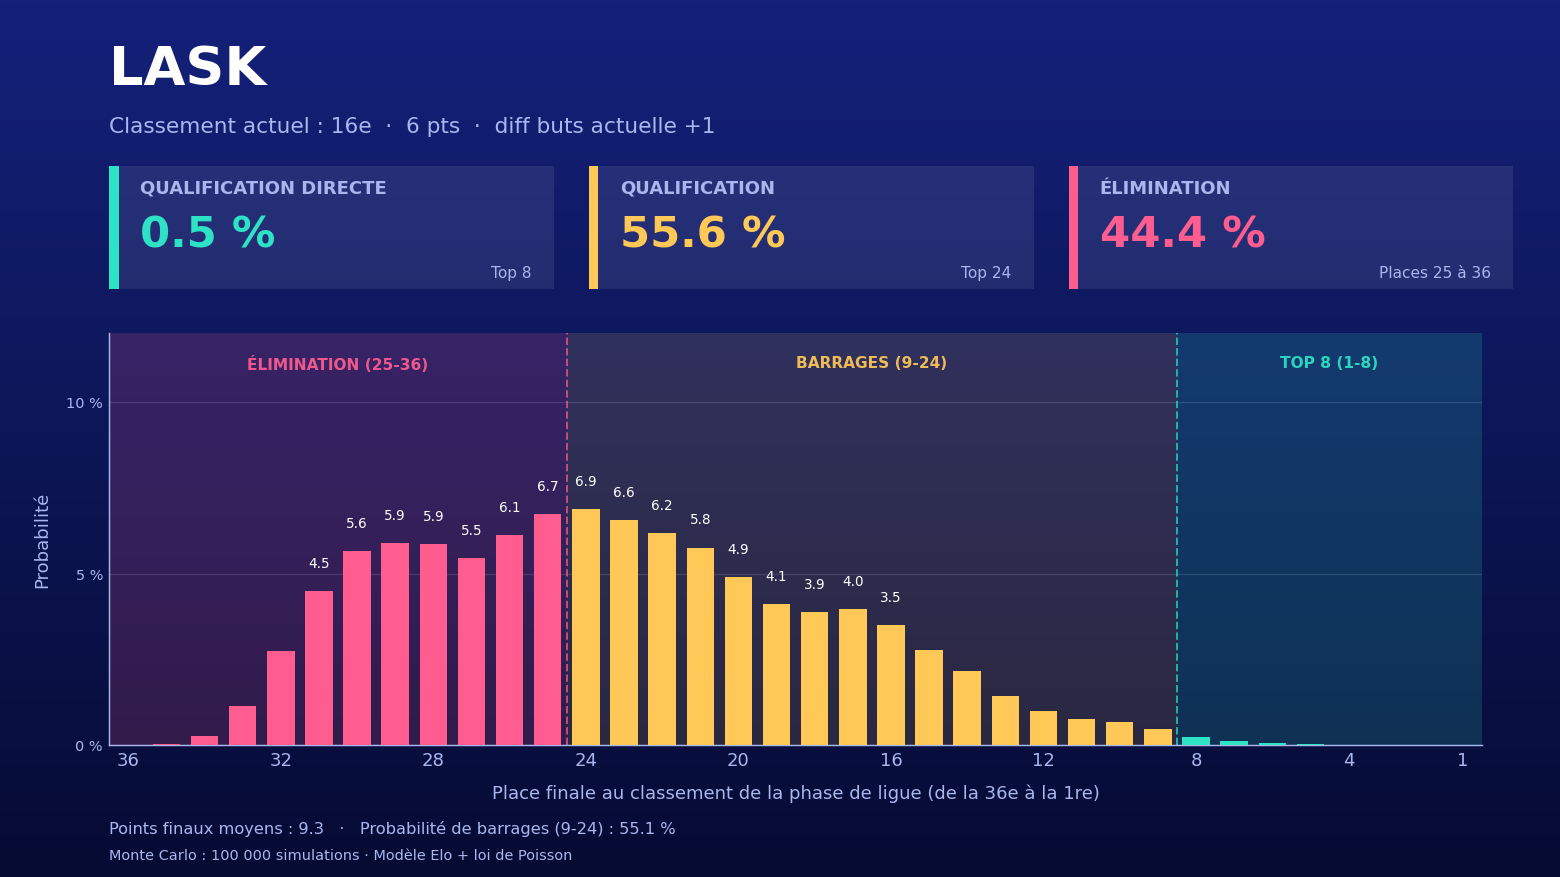 LASK
Classement actuel : 16e · 6 pts · diff buts actuelle +1
QUALIFICATION DIRECTE
0.5 %
Top 8
QUALIFICATION
55.6 %
Top 24
ÉLIMINATION
44.4 %
Places 25 à 36
ÉLIMINATION (25-36)
BARRAGES (9-24)
TOP 8 (1-8)
Probabilité
10 %
5 %
0 %
4.5
5.6
5.9
5.9
5.5
6.1
6.7
6.9
6.6
6.2
5.8
4.9
4.1
3.9
4.0
3.5
36 32 28 24 20 16 12 8 4 1
Place finale au classement de la phase de ligue (de la 36e à la 1re)
Points finaux moyens : 9.3 · Probabilité de barrages (9-24) : 55.1 %
Monte Carlo : 100 000 simulations · Modèle Elo + loi de Poisson